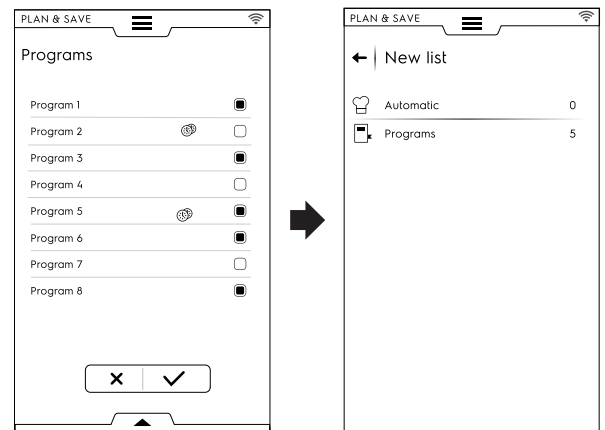 PLAN & SAVE
Programs
Program 1
Program 2
Program 3
Program 4
Program 5
Program 6
Program 7
Program 8
PLAN & SAVE
New list
Automatic 0
Programs 5